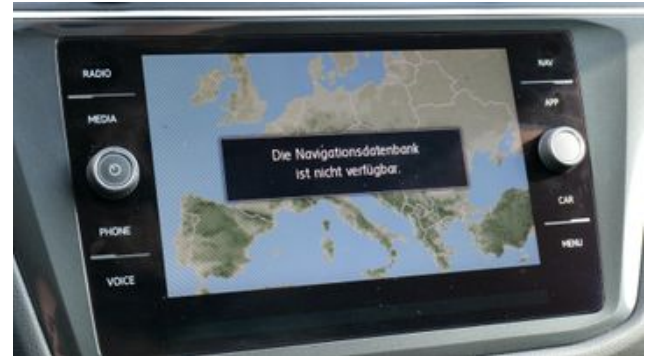 RADIO
MEDIA
PHONE
VOICE
Die Navigationsdatenbank
ist nicht verfügbar.
NAV
APP
CAR
MENU